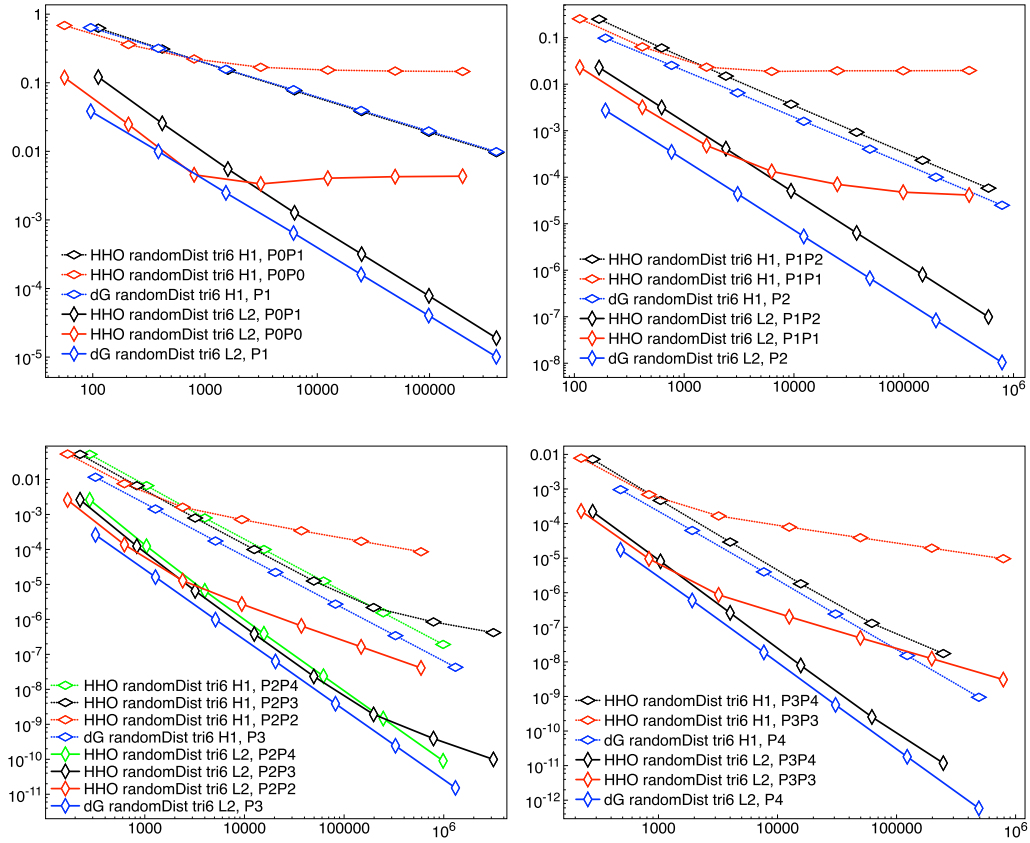 1
0.1
0.01
10-3
10-4
10-5
HHO randomDist tri6 H1, P0P1
HHO randomDist tri6 H1, P0P0
dG randomDist tri6 H1, P1
HHO randomDist tri6 L2, P0P1
HHO randomDist tri6 L2, P0P0
dG randomDist tri6 L2, P1
100 1000 10000 100000
0.1
0.01
10-3
10-4
10-5
10-6
10-7
10-8
HHO randomDist tri6 H1, P1P2
HHO randomDist tri6 H1, P1P1
dG randomDist tri6 H1, P2
HHO randomDist tri6 L2, P1P2
HHO randomDist tri6 L2, P1P1
dG randomDist tri6 L2, P2
100 1000 10000 100000 106
0.01
10-3
10-4
10-5
10-6
10-7
10-8
10-9
10-10
10-11
HHO randomDist tri6 H1, P2P4
HHO randomDist tri6 H1, P2P3
HHO randomDist tri6 H1, P2P2
dG randomDist tri6 H1, P3
HHO randomDist tri6 L2, P2P4
HHO randomDist tri6 L2, P2P3
HHO randomDist tri6 L2, P2P2
dG randomDist tri6 L2, P3
1000 10000 100000 106
0.01
10-3
10-4
10-5
10-6
10-7
10-8
10-9
10-10
10-11
10-12
HHO randomDist tri6 H1, P3P4
HHO randomDist tri6 H1, P3P3
dG randomDist tri6 H1, P4
HHO randomDist tri6 L2, P3P4
HHO randomDist tri6 L2, P3P3
dG randomDist tri6 L2, P4
1000 10000 100000 106